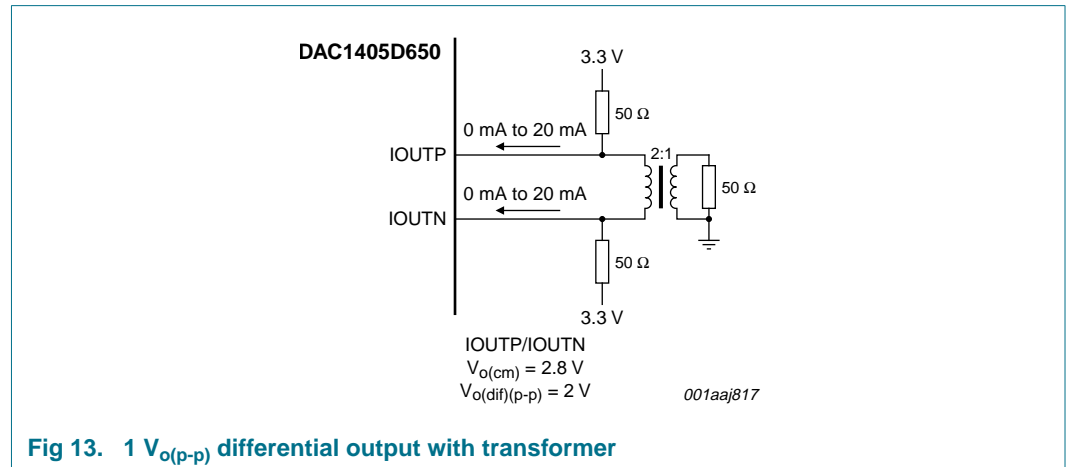 DAC1405D650
3.3 V
50 Ω
0 mA to 20 mA
IOUTP
2:1
50 Ω
0 mA to 20 mA
IOUTN
50 Ω
3.3 V
IOUTP/IOUTN
Vo(cm) = 2.8 V
Vo(dif)(p-p) = 2 V
001aaj817
Fig 13. 1 Vo(p-p) differential output with transformer